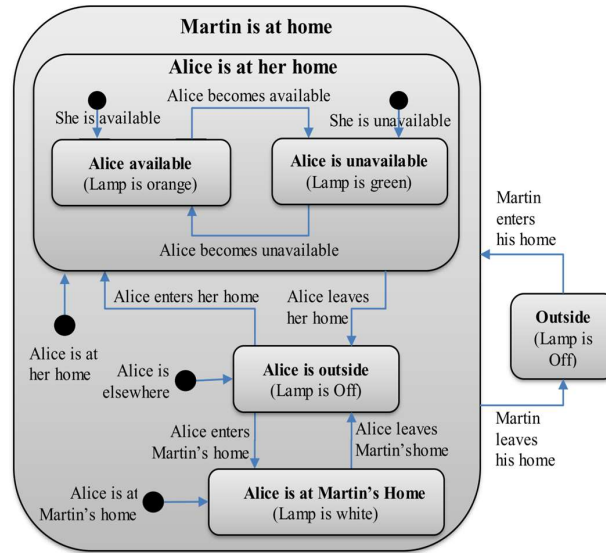 Martin is at home
Alice is at her home
Alice becomes available
She is available
She is unavailable
Alice available
(Lamp is orange)
Alice is unavailable
(Lamp is green)
Alice becomes unavailable
Martin
enters
his home
Alice enters her home
Alice leaves
her home
Outside
(Lamp is
Off)
Alice is at
her home
Alice is
elsewhere
Alice is outside
(Lamp is Off)
Martin
leaves
his home
Alice enters
Martin's home
Alice leaves
Martin'shome
Alice is at
Martin's home
Alice is at Martin's Home
(Lamp is white)